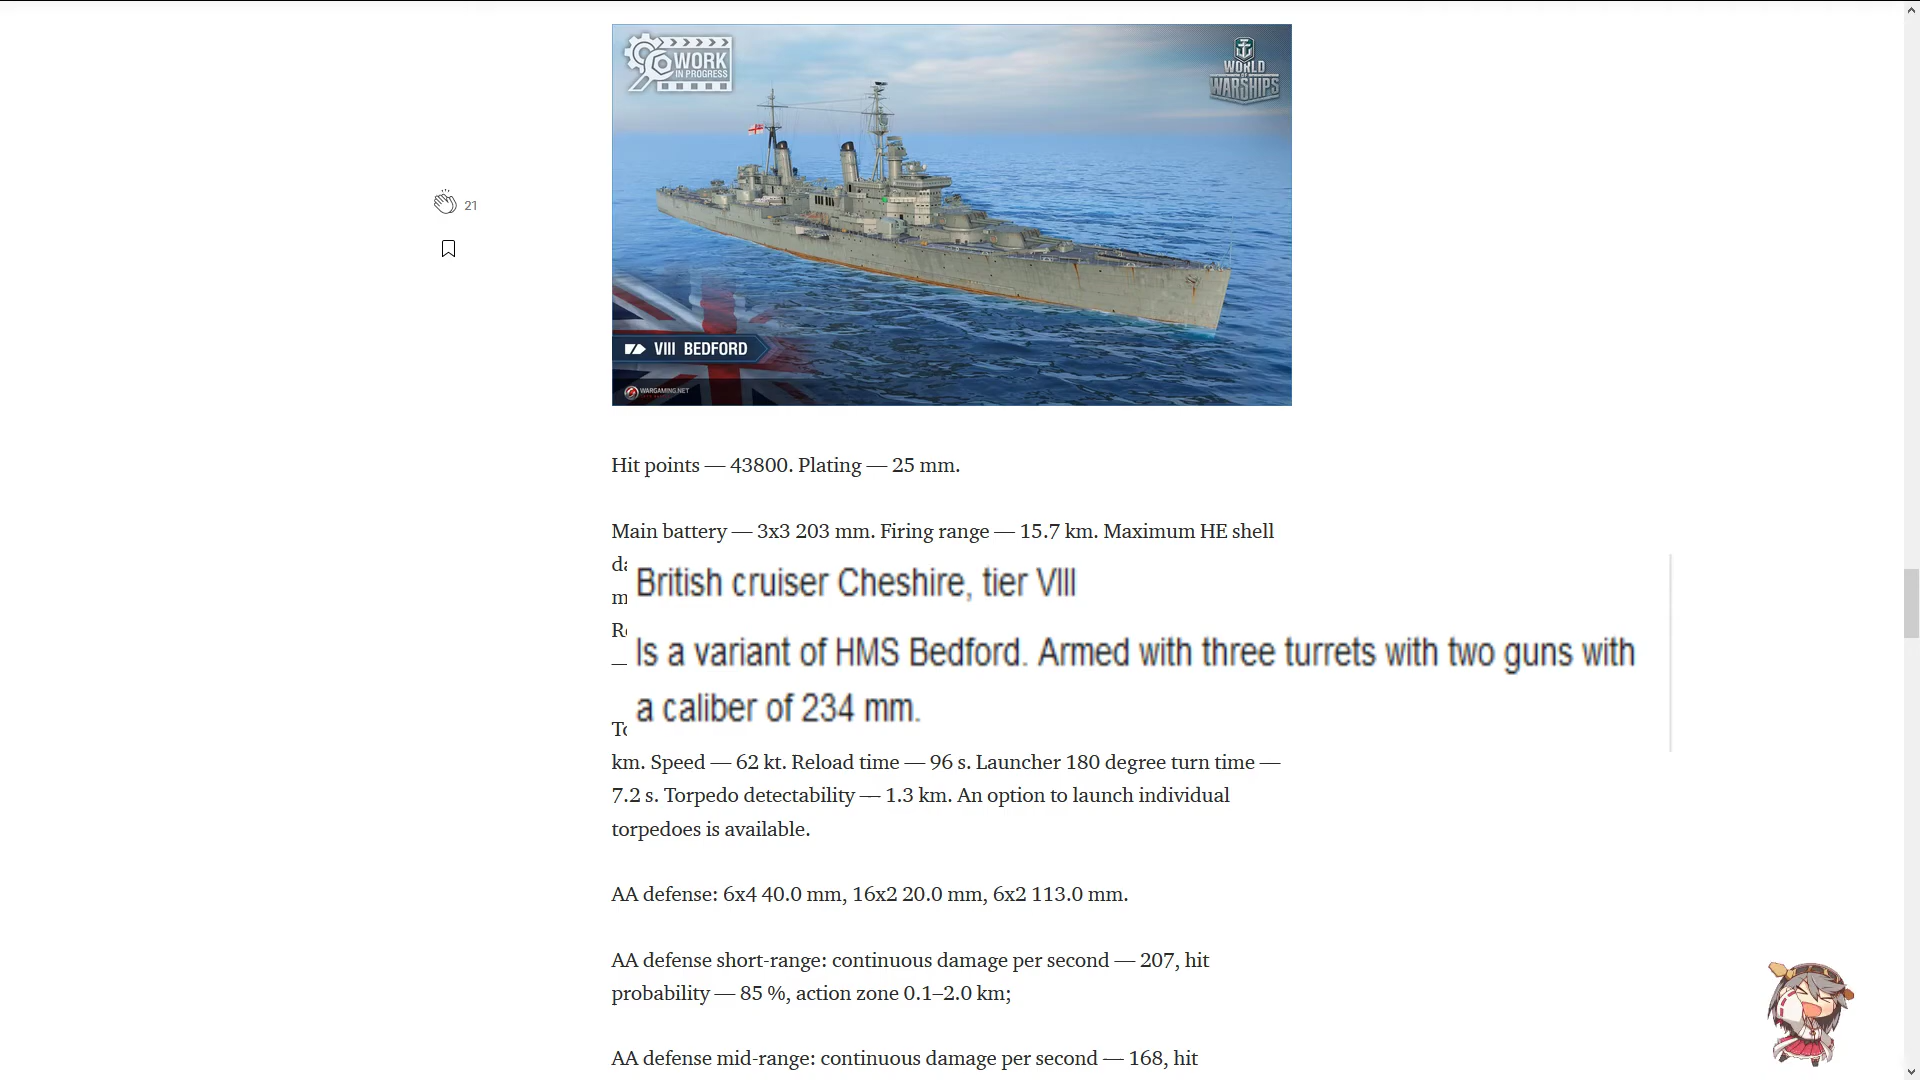 WORK
IN PROGRESS
WORLD
OF
WARSHIPS
21
VIII BEDFORD
WARGAMING.NET
Hit points — 43800. Plating — 25 mm.
Main battery — 3x3 203 mm. Firing range — 15.7 km. Maximum HE shell
British cruiser Cheshire, tier VIII
Is a variant of HMS Bedford. Armed with three turrets with two guns with
a caliber of 234 mm.
km. Speed — 62 kt. Reload time — 96 s. Launcher 180 degree turn time —
7.2 s. Torpedo detectability — 1.3 km. An option to launch individual
torpedoes is available.
AA defense: 6x4 40.0 mm, 16x2 20.0 mm, 6x2 113.0 mm.
AA defense short-range: continuous damage per second — 207, hit
probability — 85 %, action zone 0.1–2.0 km;
AA defense mid-range: continuous damage per second — 168, hit